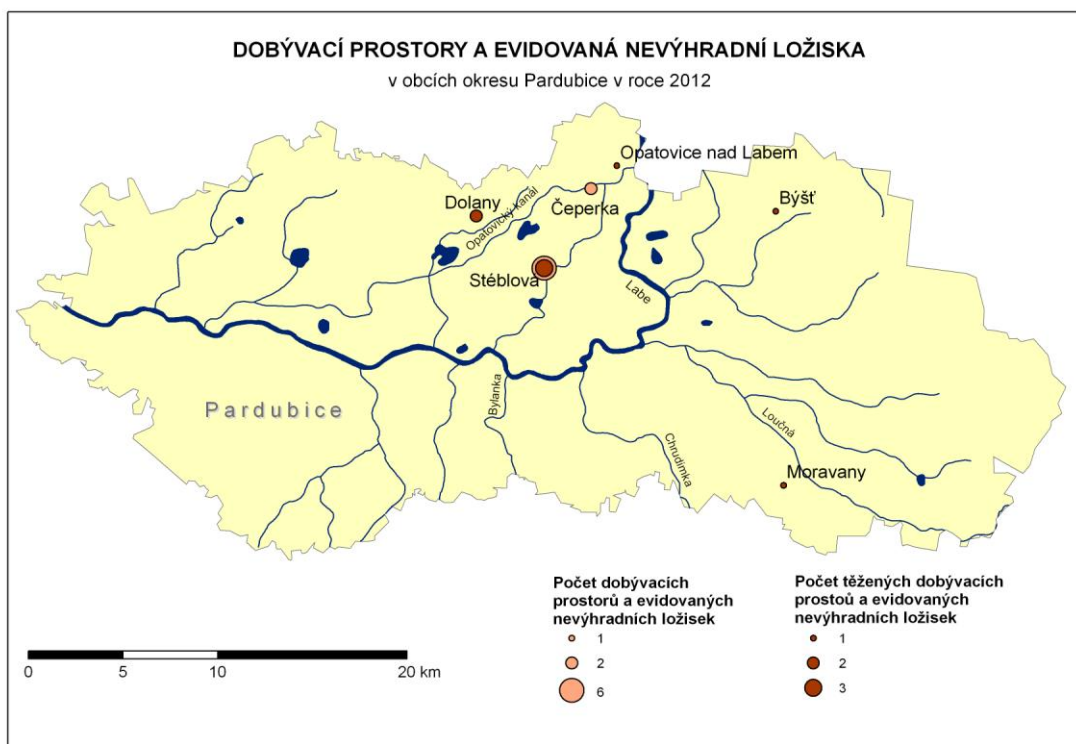 DOBÝVACÍ PROSTORY A EVIDOVANÁ NEVÝHRADNÍ LOŽISKA
v obcích okresu Pardubice v roce 2012
Opatovice nad Labem
Dolany
Opatovický kanál
Čeperka
Býšť
Stéblová
Labe
Pardubice
Bylanka
Chrudimka
Loučná
Moravany
Počet dobývacích
prostorů a evidovaných
nevýhradních ložisek
1
2
6
Počet těžených dobývacích
prostoů a evidovaných
nevýhradních ložisek
1
2
3
0 5 10 20 km